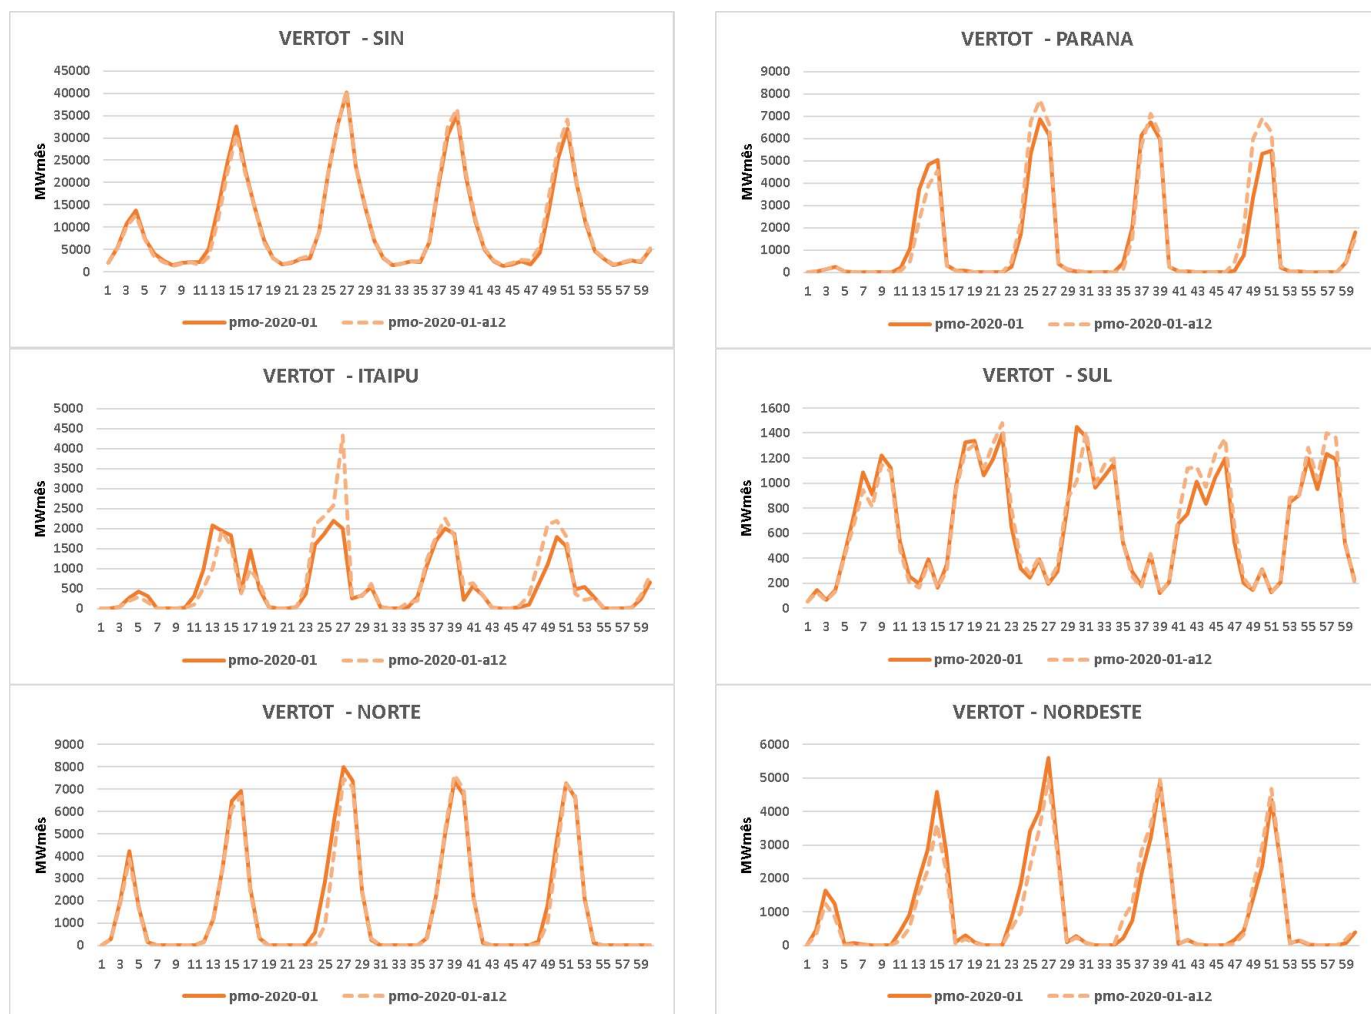 VERTOT - SIN
45000
40000
35000
30000
25000
20000
15000
10000
5000
0
MWmês
1 3 5 7 9 11 13 15 17 19 21 23 25 27 29 31 33 35 37 39 41 43 45 47 49 51 53 55 57 59
pmo-2020-01 pmo-2020-01-a12
VERTOT - PARANA
9000
8000
7000
6000
5000
4000
3000
2000
1000
0
MWmês
1 3 5 7 9 11 13 15 17 19 21 23 25 27 29 31 33 35 37 39 41 43 45 47 49 51 53 55 57 59
pmo-2020-01 pmo-2020-01-a12
VERTOT - ITAIPU
5000
4500
4000
3500
3000
2500
2000
1500
1000
500
0
MWmês
1 3 5 7 9 11 13 15 17 19 21 23 25 27 29 31 33 35 37 39 41 43 45 47 49 51 53 55 57 59
pmo-2020-01 pmo-2020-01-a12
VERTOT - SUL
1600
1400
1200
1000
800
600
400
200
0
MWmês
1 3 5 7 9 11 13 15 17 19 21 23 25 27 29 31 33 35 37 39 41 43 45 47 49 51 53 55 57 59
pmo-2020-01 pmo-2020-01-a12
VERTOT - NORTE
9000
8000
7000
6000
5000
4000
3000
2000
1000
0
MWmês
1 3 5 7 9 11 13 15 17 19 21 23 25 27 29 31 33 35 37 39 41 43 45 47 49 51 53 55 57 59
pmo-2020-01 pmo-2020-01-a12
VERTOT - NORDESTE
6000
5000
4000
3000
2000
1000
0
MWmês
1 3 5 7 9 11 13 15 17 19 21 23 25 27 29 31 33 35 37 39 41 43 45 47 49 51 53 55 57 59
pmo-2020-01 pmo-2020-01-a12